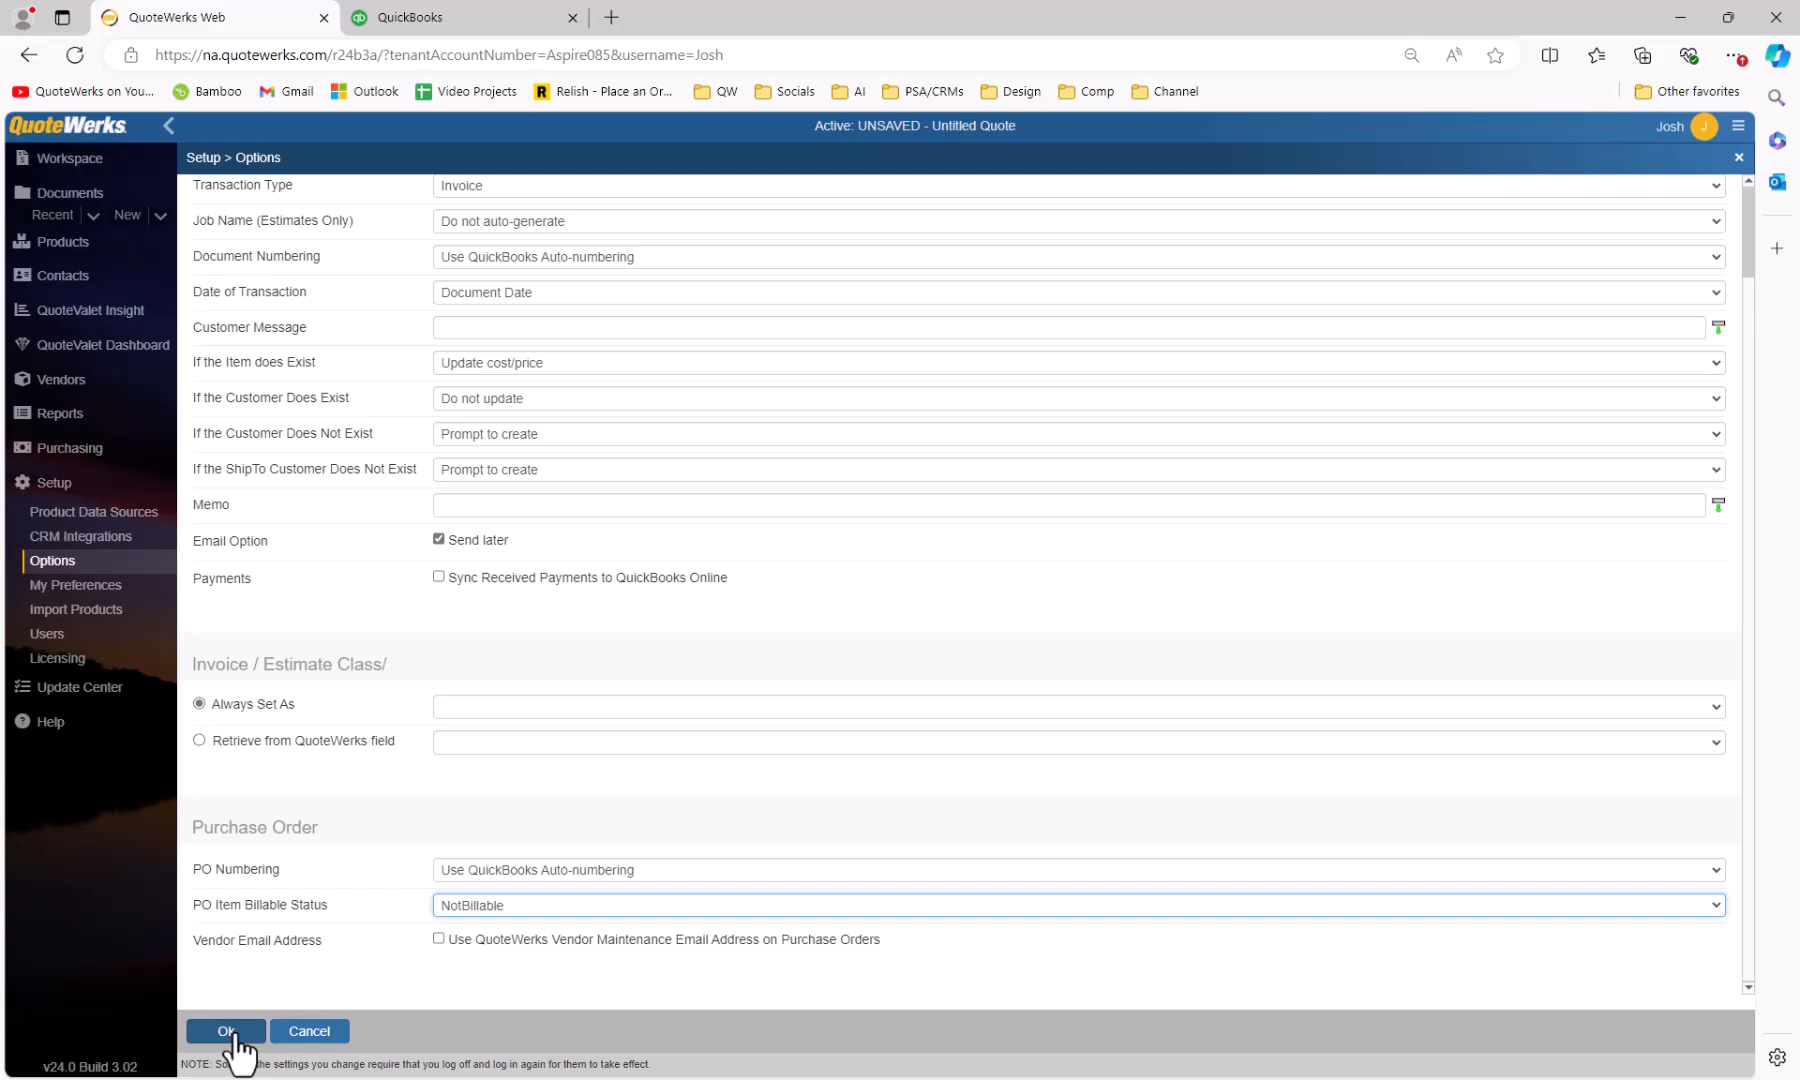 QuoteWerks Web
QuickBooks
https://na.quotewerks.com/r24b3a/?tenantAccountNumber=Aspire085&username=Josh
QuoteWerks on You... Bamboo Gmail Outlook Video Projects Relish - Place an Or... QW Socials AI PSA/CRMs Design Comp Channel Other favorites
QuoteWerks
Active: UNSAVED - Untitled Quote
Josh J
Workspace
Documents
Recent New
Products
Contacts
QuoteValet Insight
QuoteValet Dashboard
Vendors
Reports
Purchasing
Setup
Product Data Sources
CRM Integrations
Options
My Preferences
Import Products
Users
Licensing
Update Center
Help
v24.0 Build 3.02
Setup > Options
Transaction Type Invoice
Job Name (Estimates Only) Do not auto-generate
Document Numbering Use QuickBooks Auto-numbering
Date of Transaction Document Date
Customer Message
If the Item does Exist Update cost/price
If the Customer Does Exist Do not update
If the Customer Does Not Exist Prompt to create
If the ShipTo Customer Does Not Exist Prompt to create
Memo
Email Option Send later
Payments Sync Received Payments to QuickBooks Online
Invoice / Estimate Class/
Always Set As
Retrieve from QuoteWerks field
Purchase Order
PO Numbering Use QuickBooks Auto-numbering
PO Item Billable Status NotBillable
Vendor Email Address Use QuoteWerks Vendor Maintenance Email Address on Purchase Orders
Ok Cancel
NOTE: the settings you change require that you log off and log in again for them to take effect.